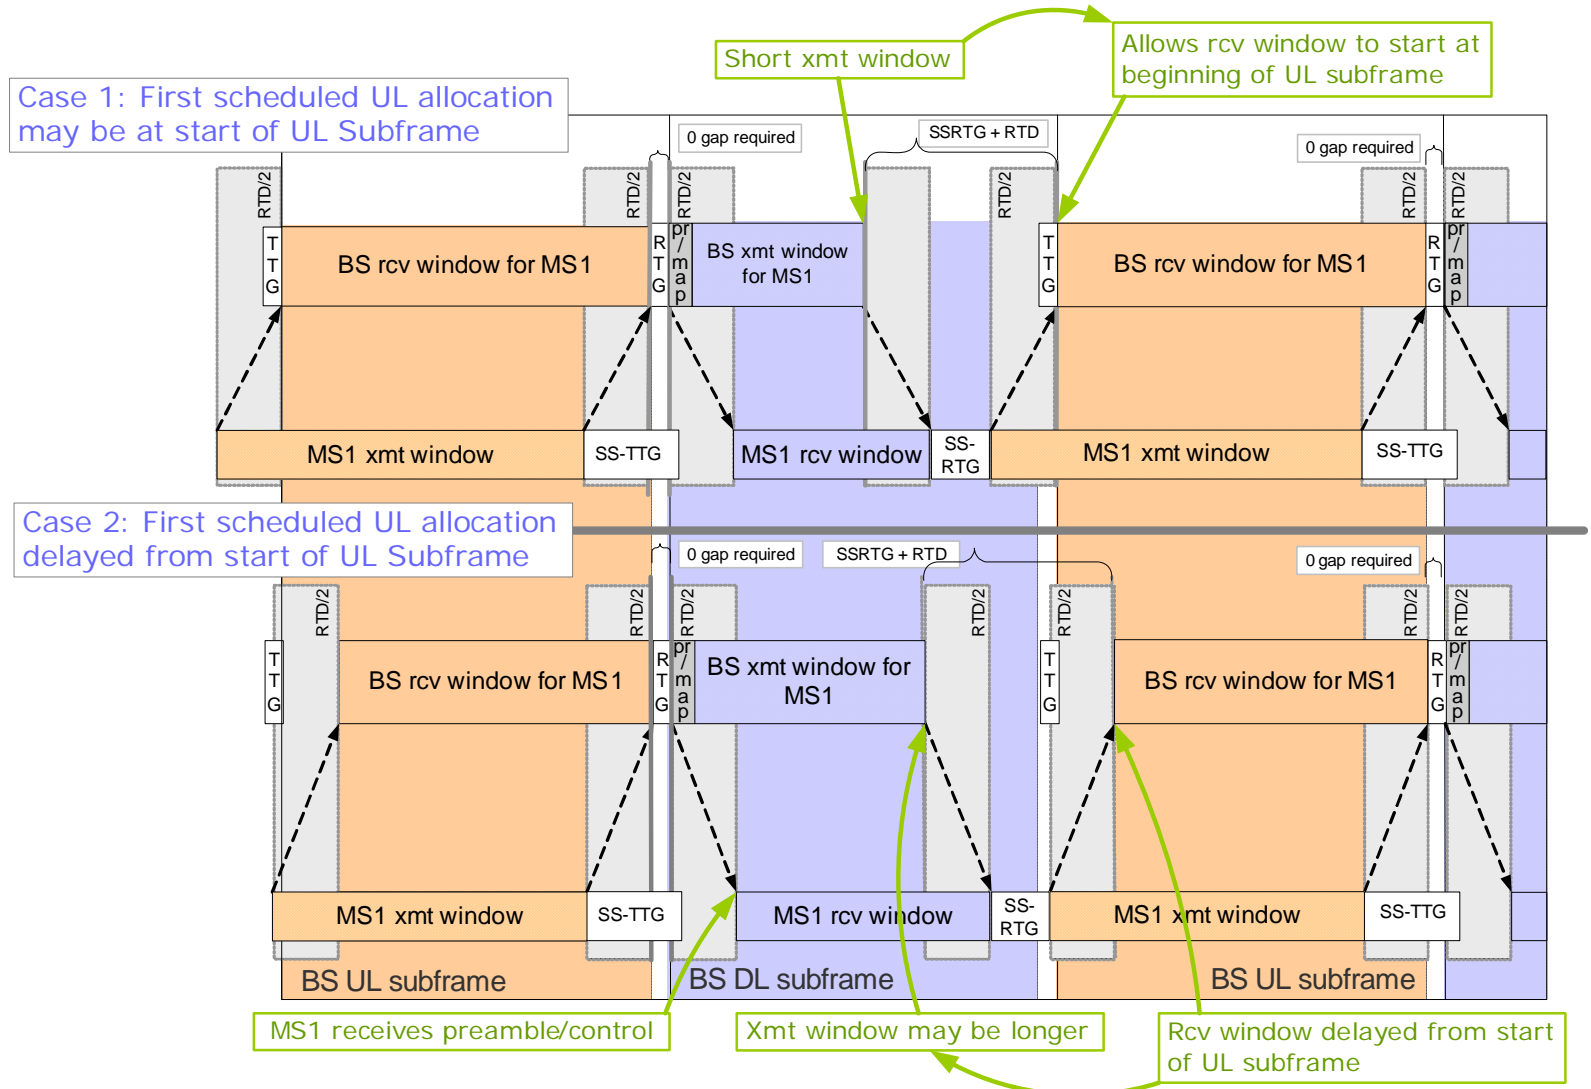 Short xmt window
Allows rcv window to start at
beginning of UL subframe
Case 1: First scheduled UL allocation
may be at start of UL Subframe
0 gap required
SSRTG + RTD
0 gap required
RTD/2
RTD/2
RTD/2
RTD/2
RTD/2
RTD/2
TTG
BS rcv window for MS1
RTG
pr/map
BS xmt window
for MS1
TTG
BS rcv window for MS1
RTG
pr/map
MS1 xmt window
SS-TTG
MS1 rcv window
SS-
RTG
MS1 xmt window
SS-TTG
Case 2: First scheduled UL allocation
delayed from start of UL Subframe
0 gap required
SSRTG + RTD
0 gap required
RTD/2
RTD/2
RTD/2
RTD/2
RTD/2
RTD/2
RTD/2
TTG
BS rcv window for MS1
RTG
pr/map
BS xmt window for
MS1
TTG
BS rcv window for MS1
RTG
pr/map
MS1 xmt window
SS-TTG
MS1 rcv window
SS-
RTG
MS1 xmt window
SS-TTG
BS UL subframe
BS DL subframe
BS UL subframe
MS1 receives preamble/control
Xmt window may be longer
Rcv window delayed from start
of UL subframe